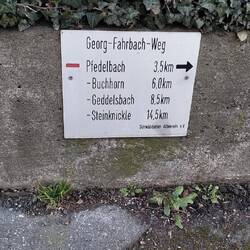 Georg-Fahrbach-Weg
Pfedelbach 3,5km
-Buchhorn 6,0km
-Geddelsbach 8,5km
-Steinknickle 14,5km
Schwäbischer Albverein e.V.